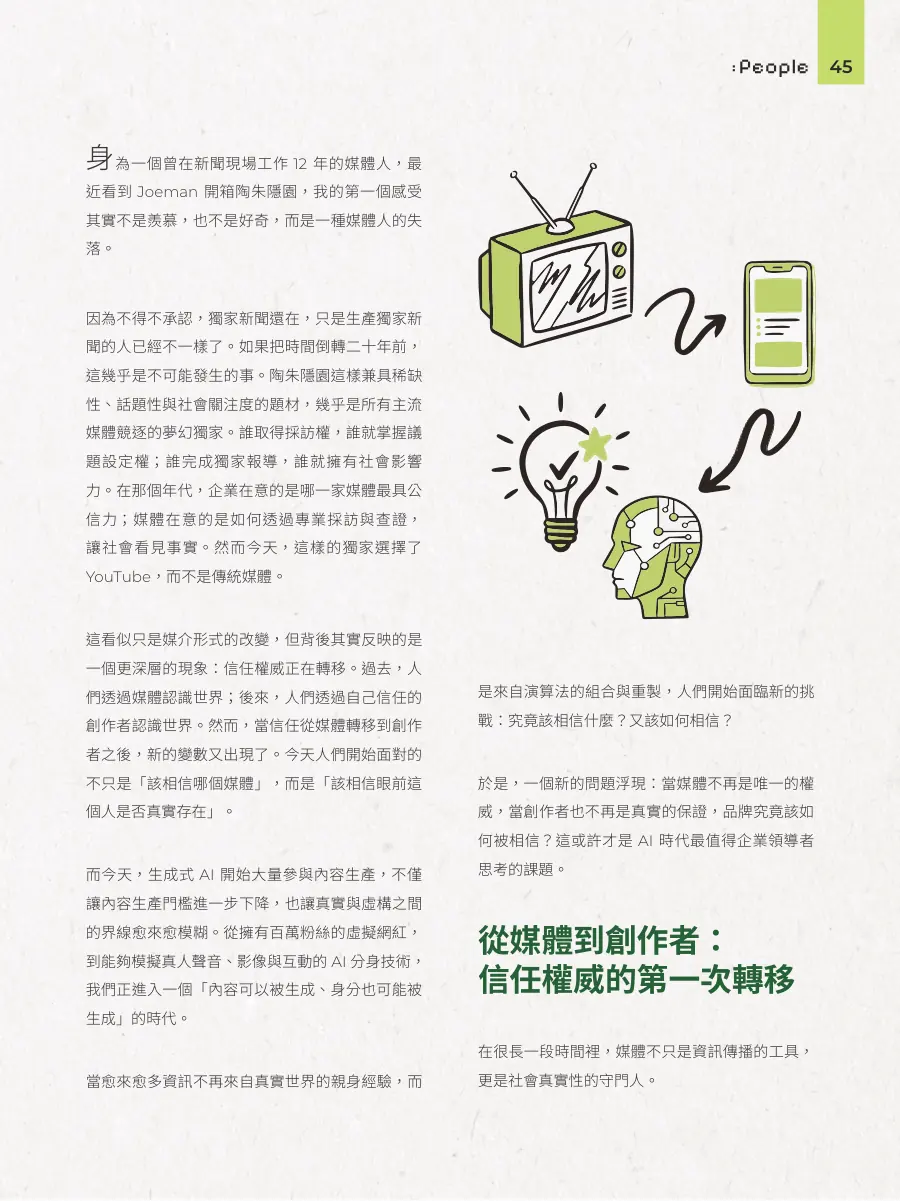 :People 45
身為一個曾在新聞現場工作 12 年的媒體人，最
近看到 Joeman 開箱陶朱隱園，我的第一個感受
其實不是羨慕，也不是好奇，而是一種媒體人的失
落。
因為不得不承認，獨家新聞還在，只是生產獨家新
聞的人已經不一樣了。如果把時間倒轉二十年前，
這幾乎是不可能發生的事。陶朱隱園這樣兼具稀缺
性、話題性與社會關注度的題材，幾乎是所有主流
媒體競逐的夢幻獨家。誰取得採訪權，誰就掌握議
題設定權；誰完成獨家報導，誰就擁有社會影響
力。在那個年代，企業在意的是哪一家媒體最具公
信力；媒體在意的是如何透過專業採訪與查證，
讓社會看見事實。然而今天，這樣的獨家選擇了
YouTube，而不是傳統媒體。
這看似只是媒介形式的改變，但背後其實反映的是
一個更深層的現象：信任權威正在轉移。過去，人
們透過媒體認識世界；後來，人們透過自己信任的
創作者認識世界。然而，當信任從媒體轉移到創作
者之後，新的變數又出現了。今天人們開始面對的
不只是「該相信哪個媒體」，而是「該相信眼前這
個人是否真實存在」。
而今天，生成式 AI 開始大量參與內容生產，不僅
讓內容生產門檻進一步下降，也讓真實與虛構之間
的界線愈來愈模糊。從擁有百萬粉絲的虛擬網紅，
到能夠模擬真人聲音、影像與互動的 AI 分身技術，
我們正進入一個「內容可以被生成、身分也可能被
生成」的時代。
當愈來愈多資訊不再來自真實世界的親身經驗，而
是來自演算法的組合與重製，人們開始面臨新的挑
戰：究竟該相信什麼？又該如何相信？
於是，一個新的問題浮現：當媒體不再是唯一的權
威，當創作者也不再是真實的保證，品牌究竟該如
何被相信？這或許才是 AI 時代最值得企業領導者
思考的課題。
從媒體到創作者：
信任權威的第一次轉移
在很長一段時間裡，媒體不只是資訊傳播的工具，
更是社會真實性的守門人。